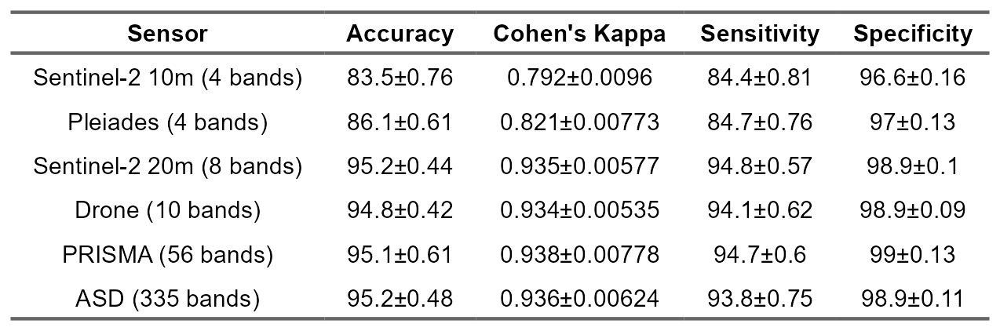 Sensor Accuracy Cohen's Kappa Sensitivity Specificity
Sentinel-2 10m (4 bands) 83.5±0.76 0.792±0.0096 84.4±0.81 96.6±0.16
Pleiades (4 bands) 86.1±0.61 0.821±0.00773 84.7±0.76 97±0.13
Sentinel-2 20m (8 bands) 95.2±0.44 0.935±0.00577 94.8±0.57 98.9±0.1
Drone (10 bands) 94.8±0.42 0.934±0.00535 94.1±0.62 98.9±0.09
PRISMA (56 bands) 95.1±0.61 0.938±0.00778 94.7±0.6 99±0.13
ASD (335 bands) 95.2±0.48 0.936±0.00624 93.8±0.75 98.9±0.11